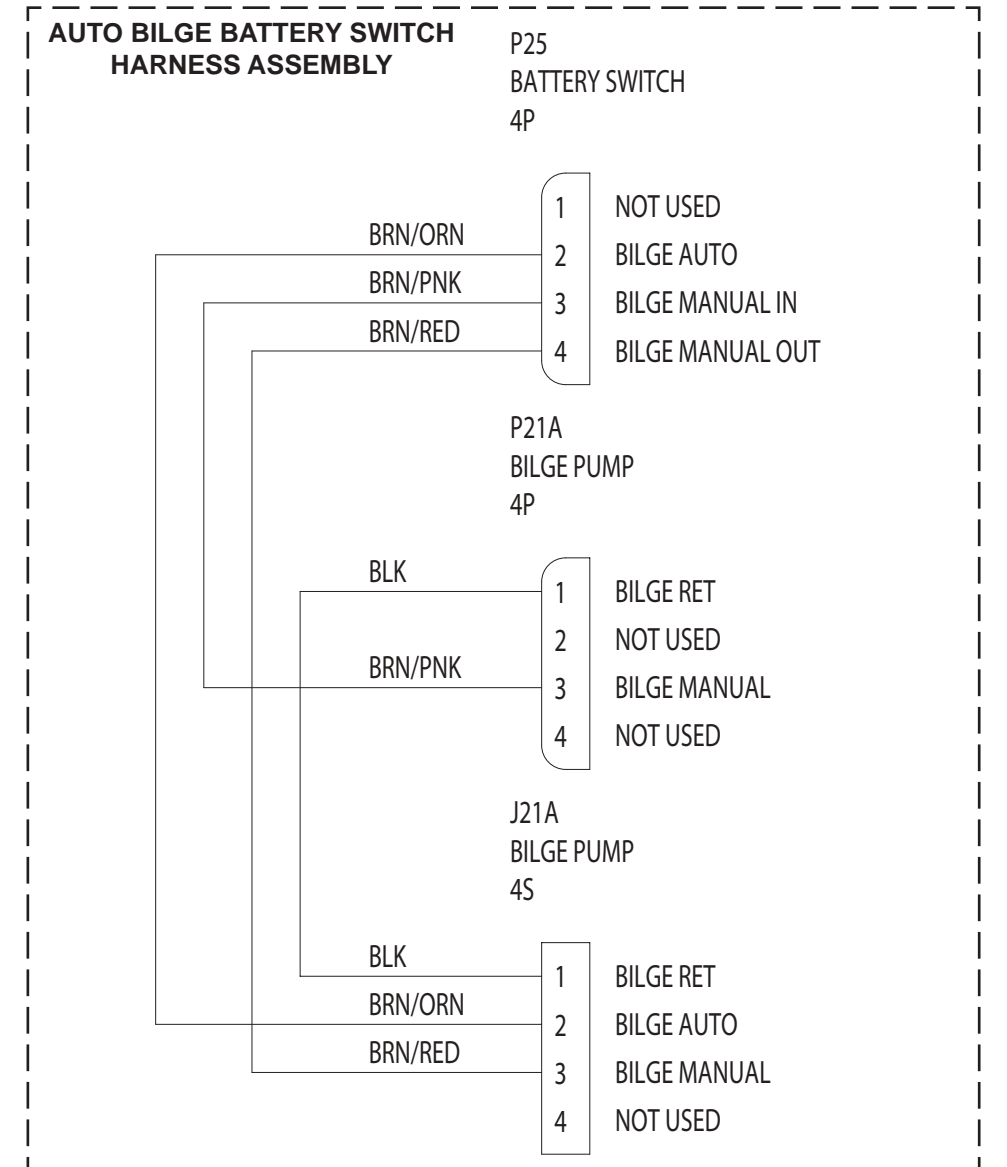 AUTO BILGE BATTERY SWITCH
HARNESS ASSEMBLY
P25
BATTERY SWITCH
4P
1 NOT USED
BRN/ORN 2 BILGE AUTO
BRN/PNK 3 BILGE MANUAL IN
BRN/RED 4 BILGE MANUAL OUT
P21A
BILGE PUMP
4P
BLK 1 BILGE RET
2 NOT USED
BRN/PNK 3 BILGE MANUAL
4 NOT USED
J21A
BILGE PUMP
4S
BLK 1 BILGE RET
BRN/ORN 2 BILGE AUTO
BRN/RED 3 BILGE MANUAL
4 NOT USED